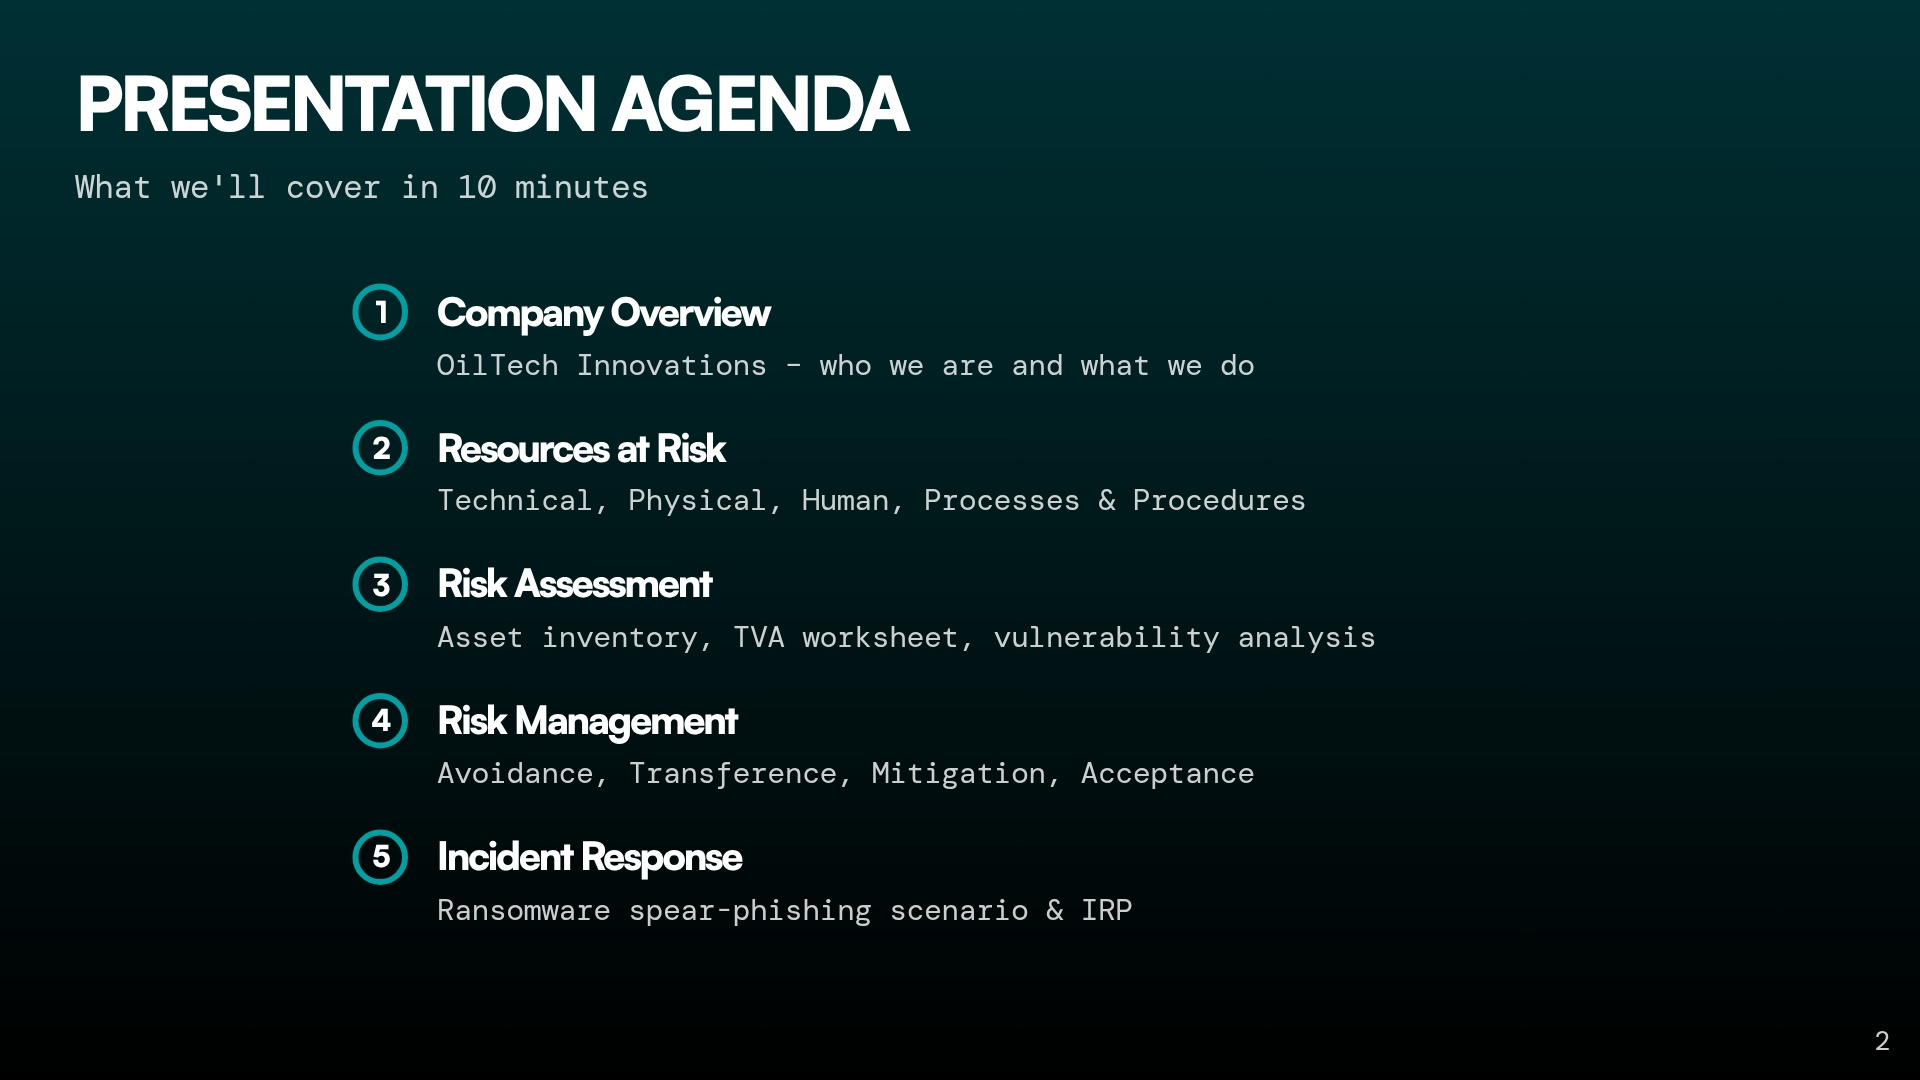 PRESENTATION AGENDA
What we'll cover in 10 minutes
1 Company Overview
OilTech Innovations - who we are and what we do
2 Resources at Risk
Technical, Physical, Human, Processes & Procedures
3 Risk Assessment
Asset inventory, TVA worksheet, vulnerability analysis
4 Risk Management
Avoidance, Transference, Mitigation, Acceptance
5 Incident Response
Ransomware spear-phishing scenario & IRP
2